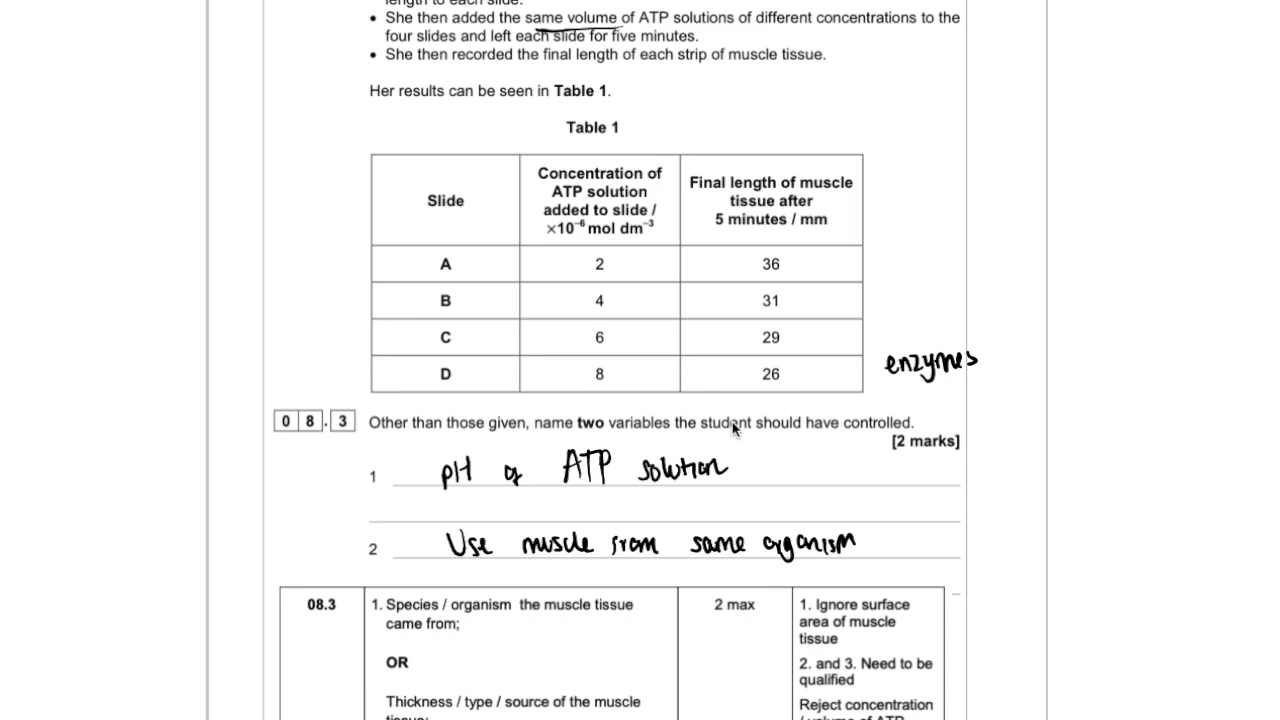 length to each slide.
• She then added the same volume of ATP solutions of different concentrations to the
four slides and left each slide for five minutes.
• She then recorded the final length of each strip of muscle tissue.
Her results can be seen in Table 1.
Table 1
Slide
Concentration of
ATP solution
added to slide /
×10⁻⁶ mol dm⁻³
Final length of muscle
tissue after
5 minutes / mm
A 2 36
B 4 31
C 6 29
D 8 26
enzymes
0 8 . 3 Other than those given, name two variables the student should have controlled.
[2 marks]
1 pH of ATP solution
2 Use muscle from same organism
08.3
1. Species / organism the muscle tissue
came from;
OR
Thickness / type / source of the muscle
tissue;
2 max
1. Ignore surface
area of muscle
tissue
2. and 3. Need to be
qualified
Reject concentration
/ volume of ATP